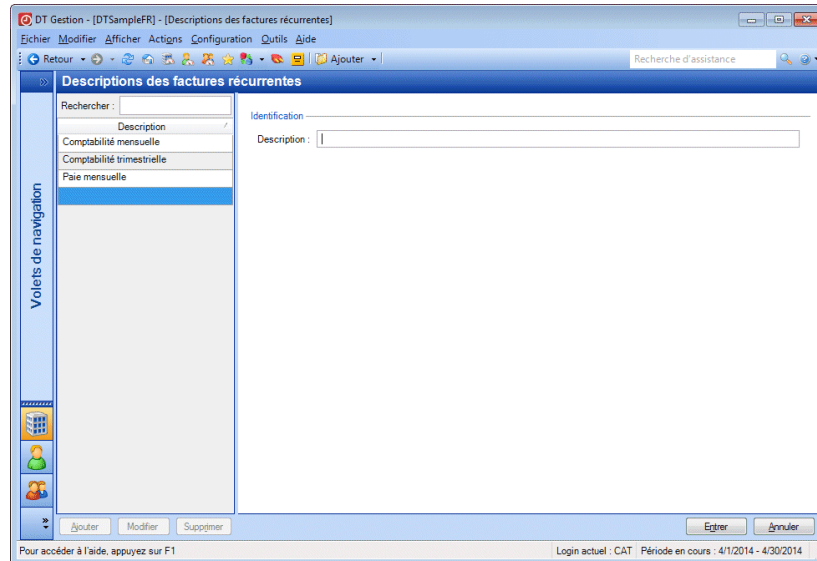 DT Gestion - [DTSampleFR] - [Descriptions des factures récurrentes]
Fichier Modifier Afficher Actions Configuration Outils Aide
Retour Ajouter Recherche d'assistance
Descriptions des factures récurrentes
Rechercher :
Identification
Description
Description :
Comptabilité mensuelle
Comptabilité trimestrielle
Paie mensuelle
Volets de navigation
Ajouter Modifier Supprimer Entrer Annuler
Pour accéder à l'aide, appuyez sur F1 Login actuel : CAT Période en cours : 4/1/2014 - 4/30/2014